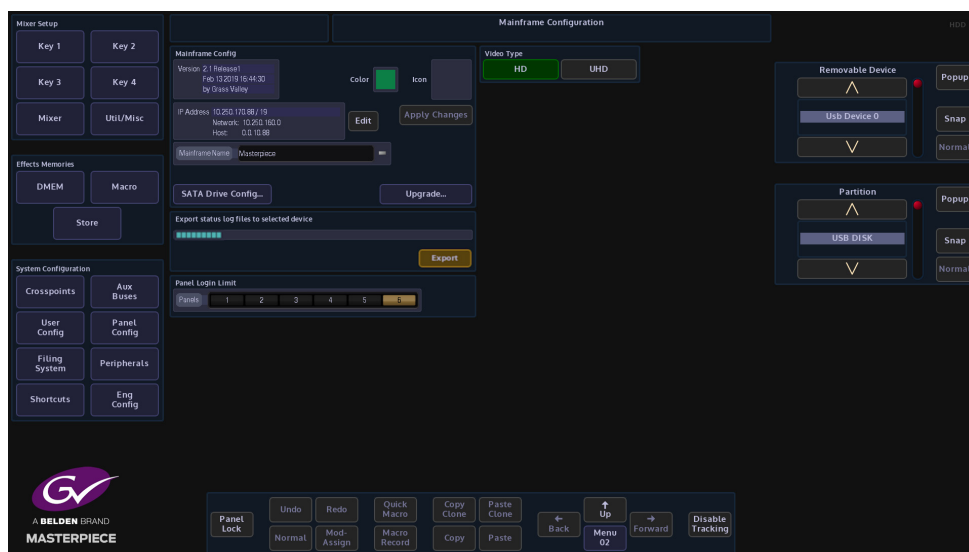 Mixer Setup
Key 1
Key 2
Key 3
Key 4
Mixer
Util/Misc
Effects Memories
DMEM
Macro
Store
System Configuration
Crosspoints
Aux
Buses
User
Config
Panel
Config
Filing
System
Peripherals
Shortcuts
Eng
Config
GV
A BELDEN BRAND
MASTERPIECE
Mainframe Configuration
HDD
Mainframe Config
Version 2.1 Release1
Feb 13 2019 16:44:30
by Grass Valley
Color
Icon
IP Address 10.250.170.88 / 19
Network: 10.250.160.0
Host: 0.0.10.88
Edit
Apply Changes
Mainframe Name Masterpiece
SATA Drive Config...
Upgrade...
Export status log files to selected device
Export
Panel Login Limit
Panels 1 2 3 4 5 6
Video Type
HD
UHD
Removable Device
Usb Device 0
Popup
Snap
Normal
Partition
USB DISK
Popup
Snap
Normal
Panel
Lock
Undo
Redo
Normal
Mod-
Assign
Quick
Macro
Macro
Record
Copy
Clone
Paste
Clone
Copy
Paste
Back
Up
Menu
02
Forward
Disable
Tracking